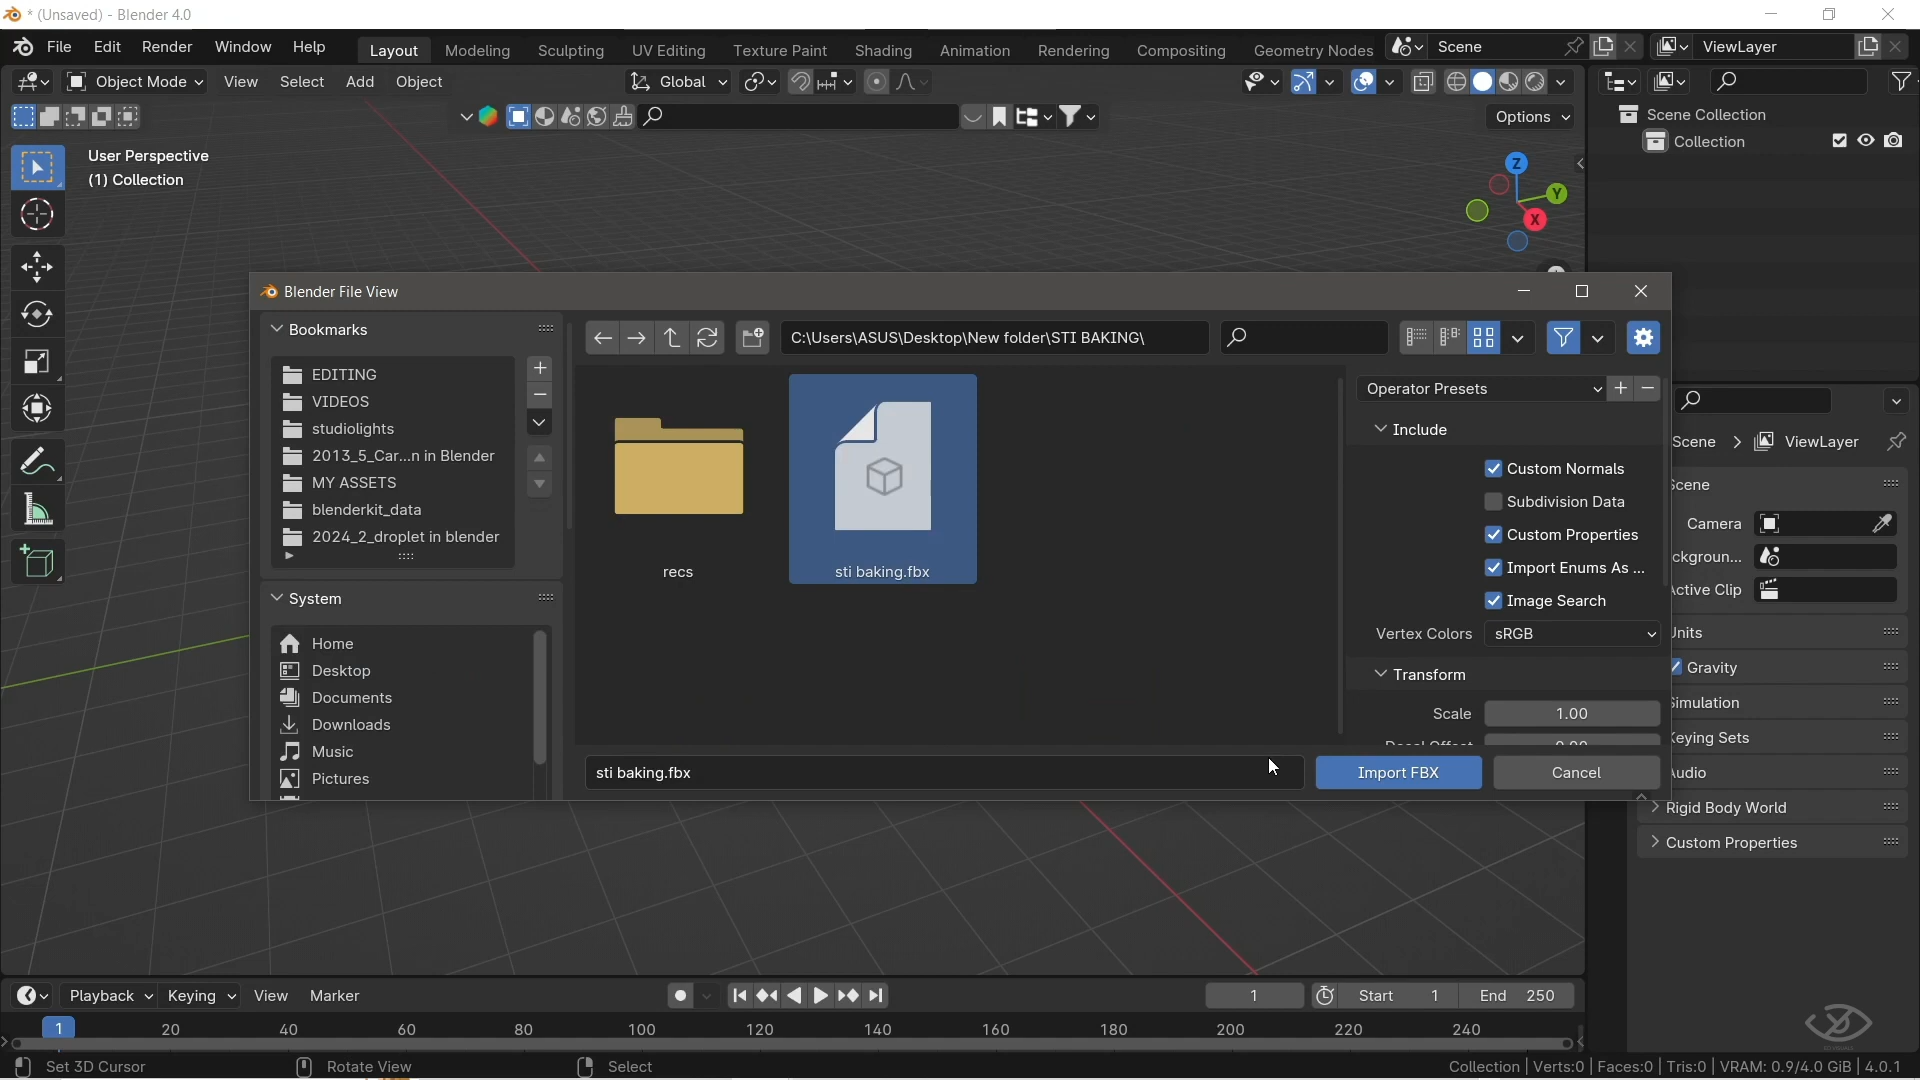 * (Unsaved) - Blender 4.0
File Edit Render Window Help Layout Modeling Sculpting UV Editing Texture Paint Shading Animation Rendering Compositing Geometry Nodes Scene ViewLayer
Object Mode View Select Add Object Global
Options
User Perspective
(1) Collection
Z
Y
X
Scene Collection
Collection
Blender File View
Bookmarks
EDITING
VIDEOS
studiolights
2013_5_Car...n in Blender
MY ASSETS
blenderkit_data
2024_2_droplet in blender
System
Home
Desktop
Documents
Downloads
Music
Pictures
C:\Users\ASUS\Desktop\New folder\STI BAKING\
recs
sti baking.fbx
Operator Presets
Include
Custom Normals
Subdivision Data
Custom Properties
Import Enums As ...
Image Search
Vertex Colors sRGB
Transform
Scale 1.00
sti baking.fbx
Import FBX
Cancel
Scene ViewLayer
Scene
Camera
ckgroun...
Active Clip
Units
Gravity
Simulation
Keying Sets
Audio
Rigid Body World
Custom Properties
Playback Keying View Marker 1 Start 1 End 250
1 20 40 60 80 100 120 140 160 180 200 220 240
Set 3D Cursor Rotate View Select Collection | Verts:0 | Faces:0 | Tris:0 | VRAM: 0.9/4.0 GiB | 4.0.1